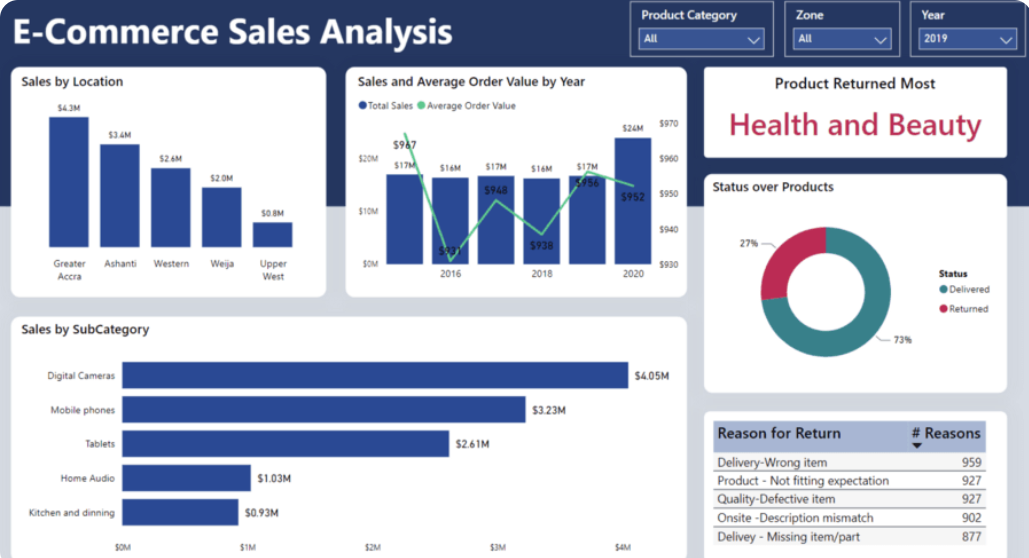 E-Commerce Sales Analysis
Product Category
All
Zone
All
Year
2019
Sales by Location
$4.3M
$3.4M
$2.6M
$2.0M
$0.8M
Greater Accra
Ashanti
Western
Weija
Upper West
Sales and Average Order Value by Year
Total Sales Average Order Value
$20M
$10M
$0M
$17M
$16M
$17M
$16M
$17M
$24M
$967
$948
$938
$956
$952
$970
$960
$950
$940
$930
2016
2018
2020
Product Returned Most
Health and Beauty
Status over Products
27%
73%
Status
Delivered
Returned
Sales by SubCategory
Digital Cameras $4.05M
Mobile phones $3.23M
Tablets $2.61M
Home Audio $1.03M
Kitchen and dinning $0.93M
$0M $1M $2M $3M $4M
Reason for Return # Reasons
Delivery-Wrong item 959
Product - Not fitting expectation 927
Quality-Defective item 927
Onsite -Description mismatch 902
Delivey - Missing item/part 877